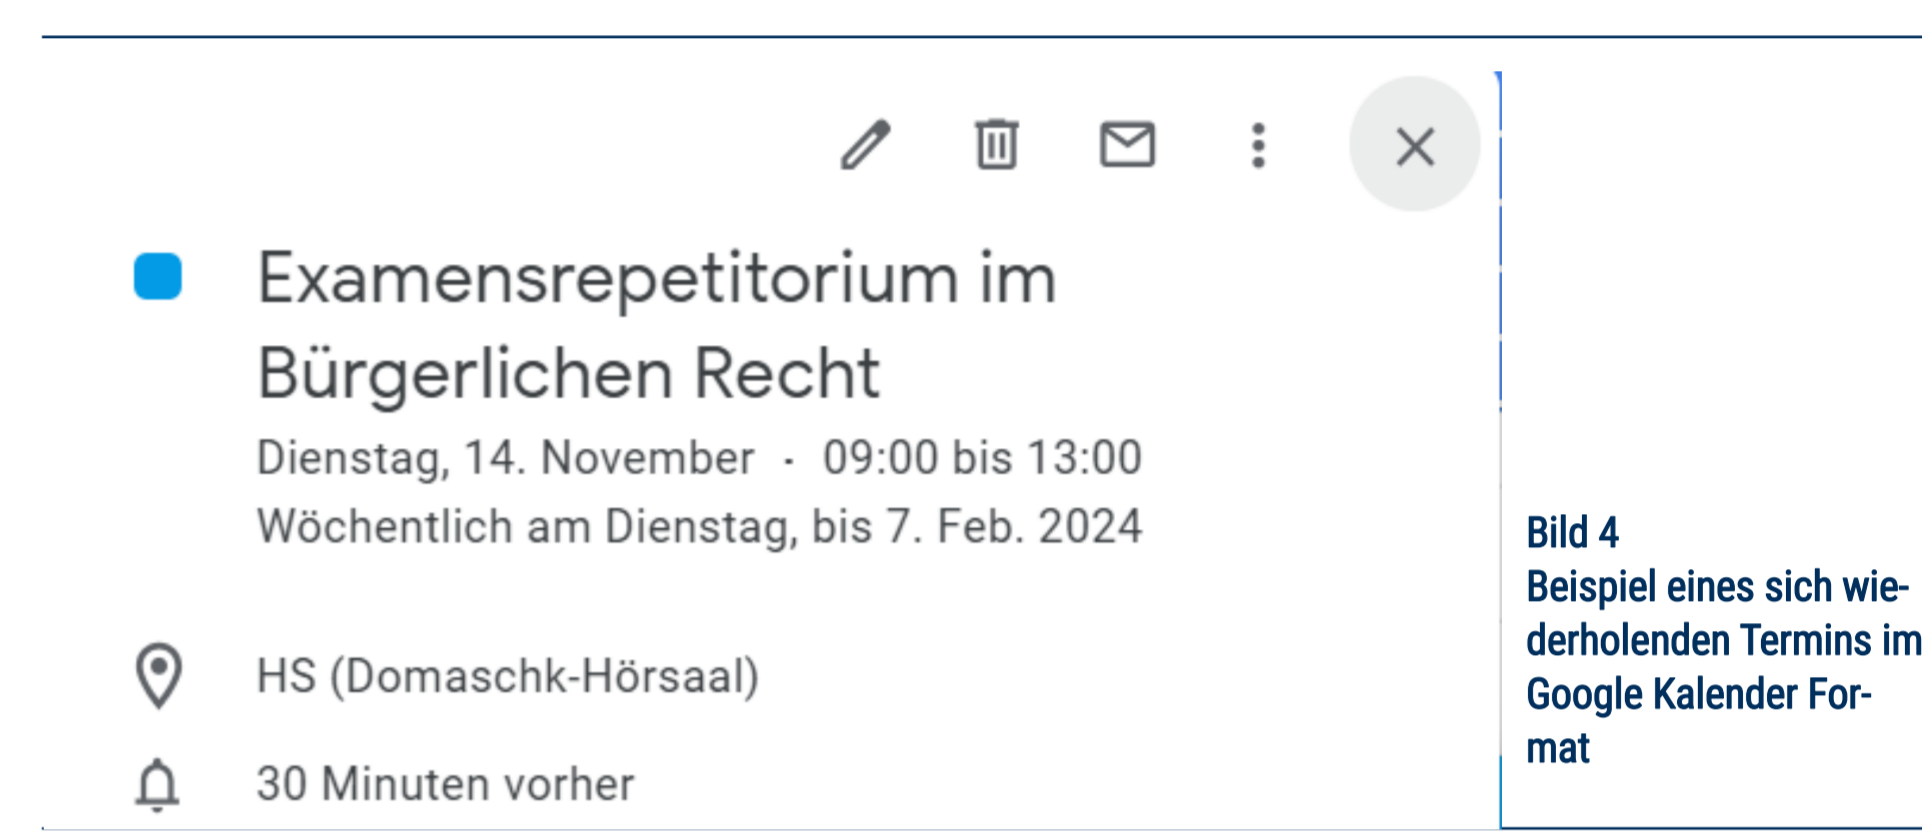 Examensrepetitorium im
Bürgerlichen Recht
Dienstag, 14. November · 09:00 bis 13:00
Wöchentlich am Dienstag, bis 7. Feb. 2024
HS (Domaschk-Hörsaal)
30 Minuten vorher
Bild 4
Beispiel eines sich wie-
derholenden Termins im
Google Kalender For-
mat